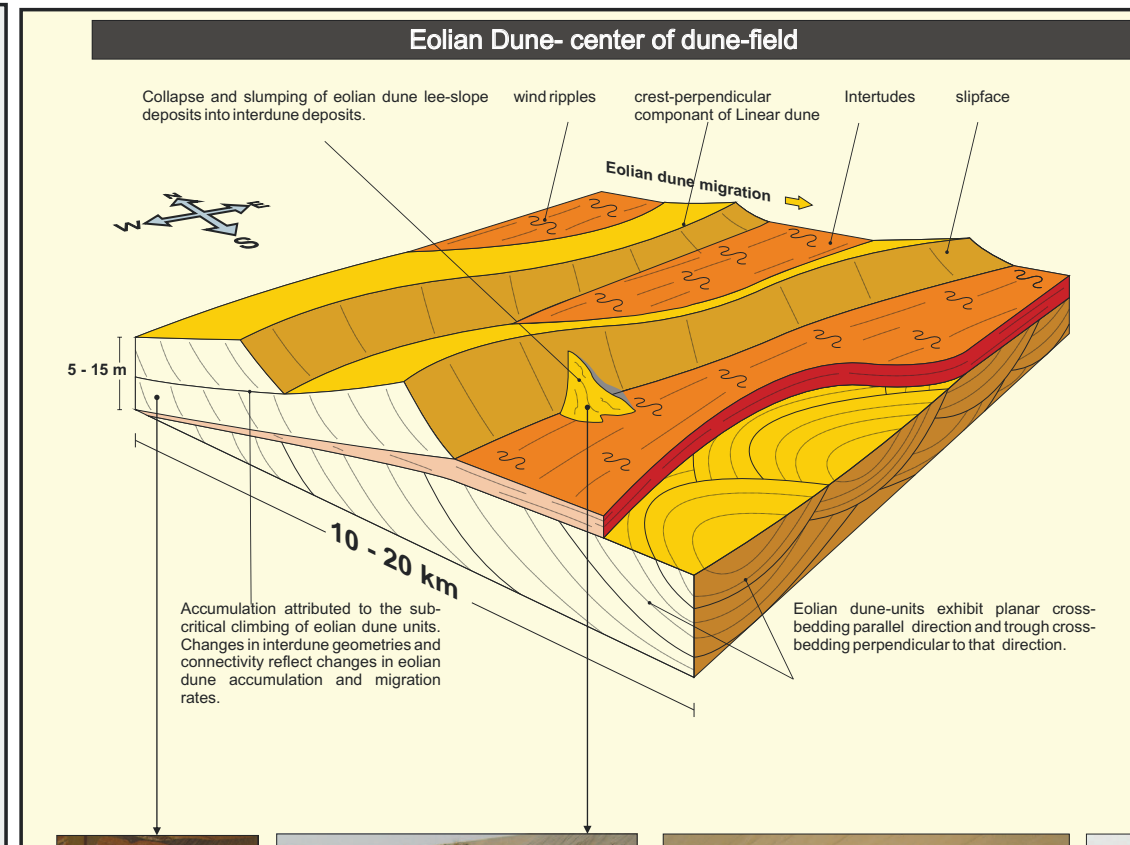 Eolian Dune- center of dune-field
Collapse and slumping of eolian dune lee-slope
deposits into interdune deposits.
wind ripples
crest-perpendicular
componant of Linear dune
Intertudes
slipface
Eolian dune migration
N
E
W
S
5 - 15 m
10 - 20 km
Accumulation attributed to the sub-
critical climbing of eolian dune units.
Changes in interdune geometries and
connectivity reflect changes in eolian
dune accumulation and migration
rates.
Eolian dune-units exhibit planar cross-
bedding parallel direction and trough cross-
bedding perpendicular to that direction.